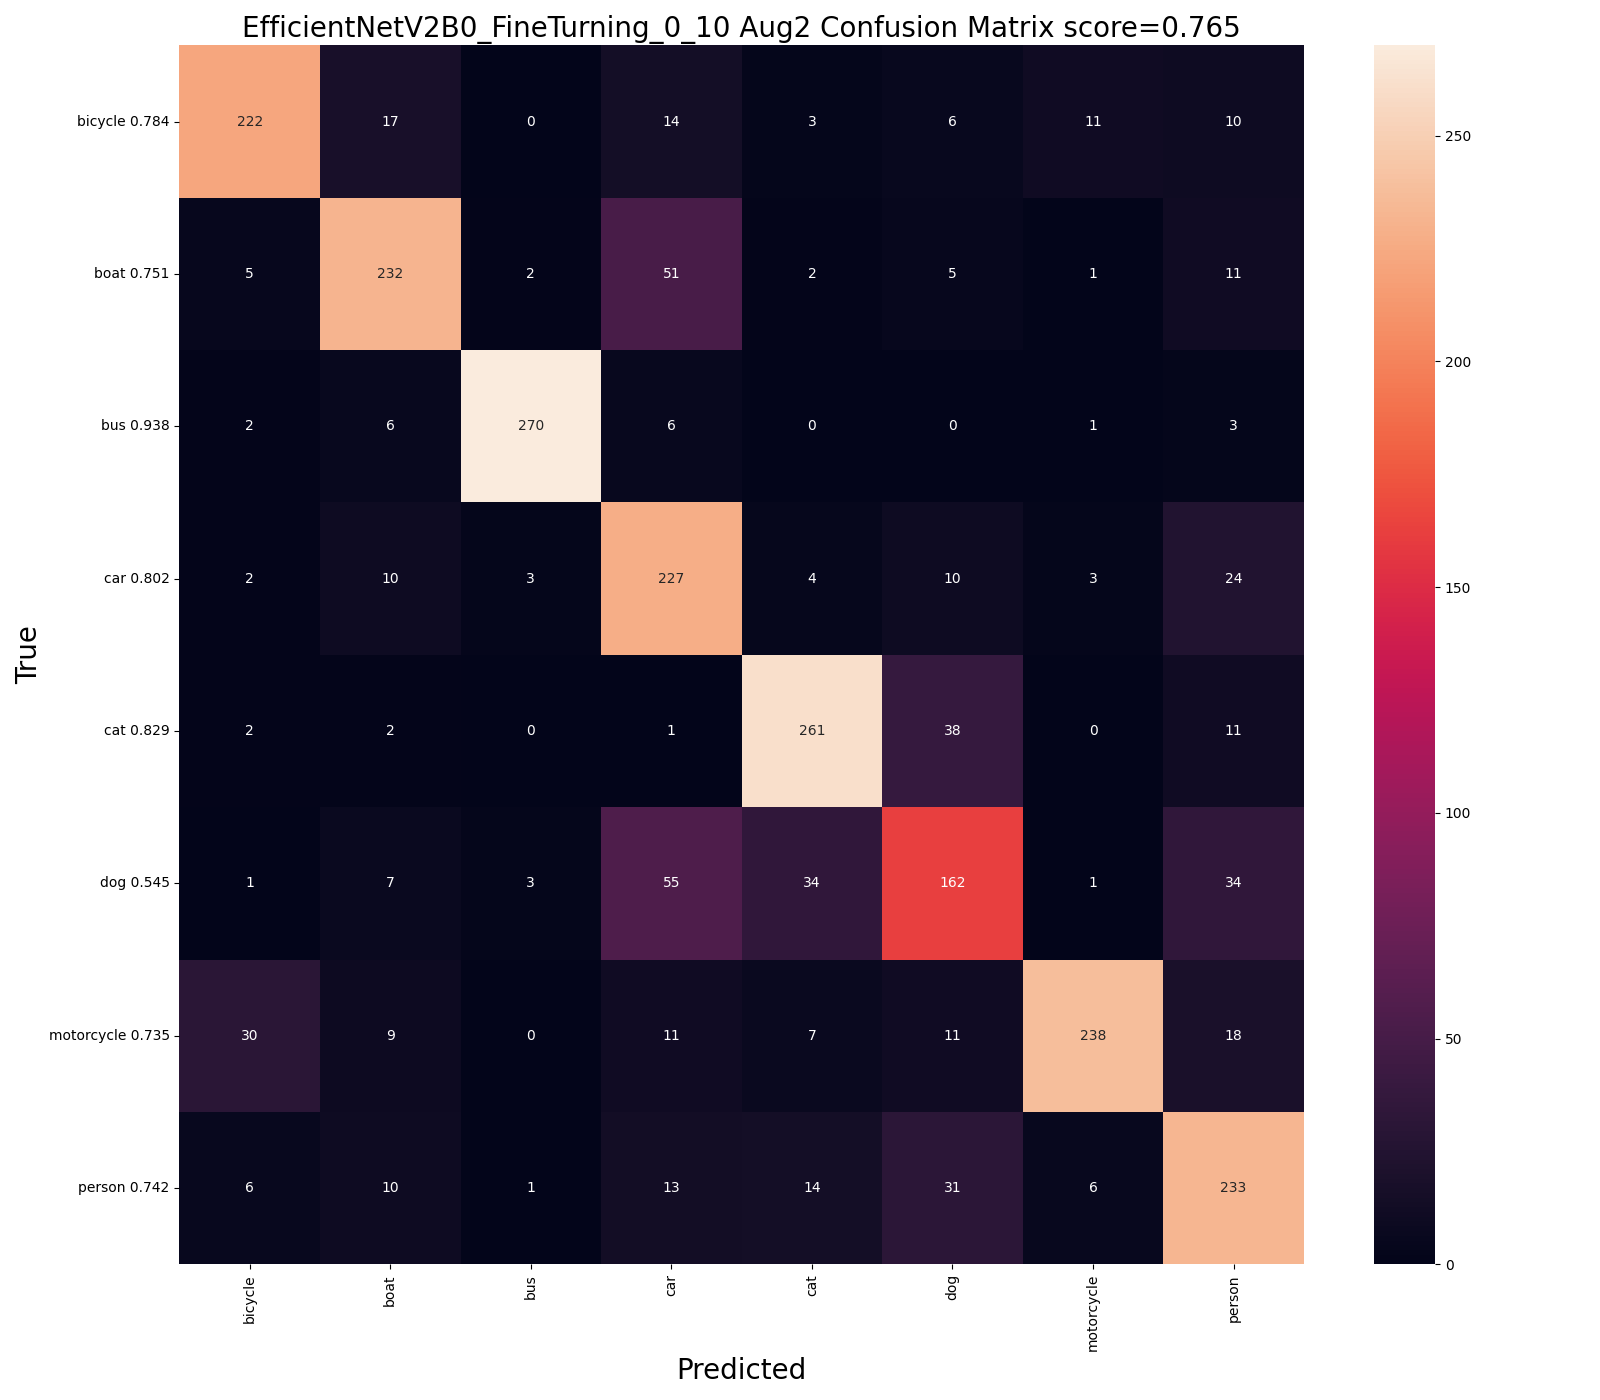 EfficientNetV2B0_FineTurning_0_10 Aug2 Confusion Matrix score=0.765
bicycle 0.784 222 17 0 14 3 6 11 10
boat 0.751 5 232 2 51 2 5 1 11
bus 0.938 2 6 270 6 0 0 1 3
car 0.802 2 10 3 227 4 10 3 24
cat 0.829 2 2 0 1 261 38 0 11
dog 0.545 1 7 3 55 34 162 1 34
motorcycle 0.735 30 9 0 11 7 11 238 18
person 0.742 6 10 1 13 14 31 6 233
bicycle boat bus car cat dog motorcycle person
Predicted
True
250
200
150
100
50
0